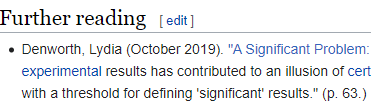 Further reading [ edit ]
• Denworth, Lydia (October 2019). "A Significant Problem:
experimental results has contributed to an illusion of cert
with a threshold for defining 'significant' results." (p. 63.)